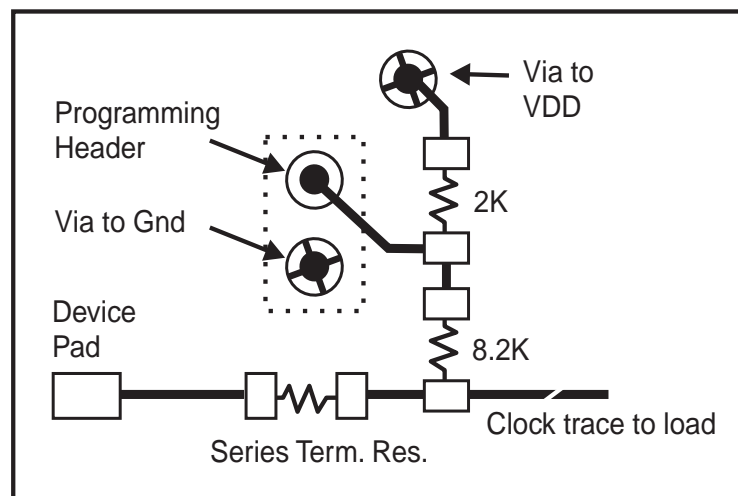 Via to
VDD
Programming
Header
2K
Via to Gnd
Device
Pad
8.2K
Clock trace to load
Series Term. Res.